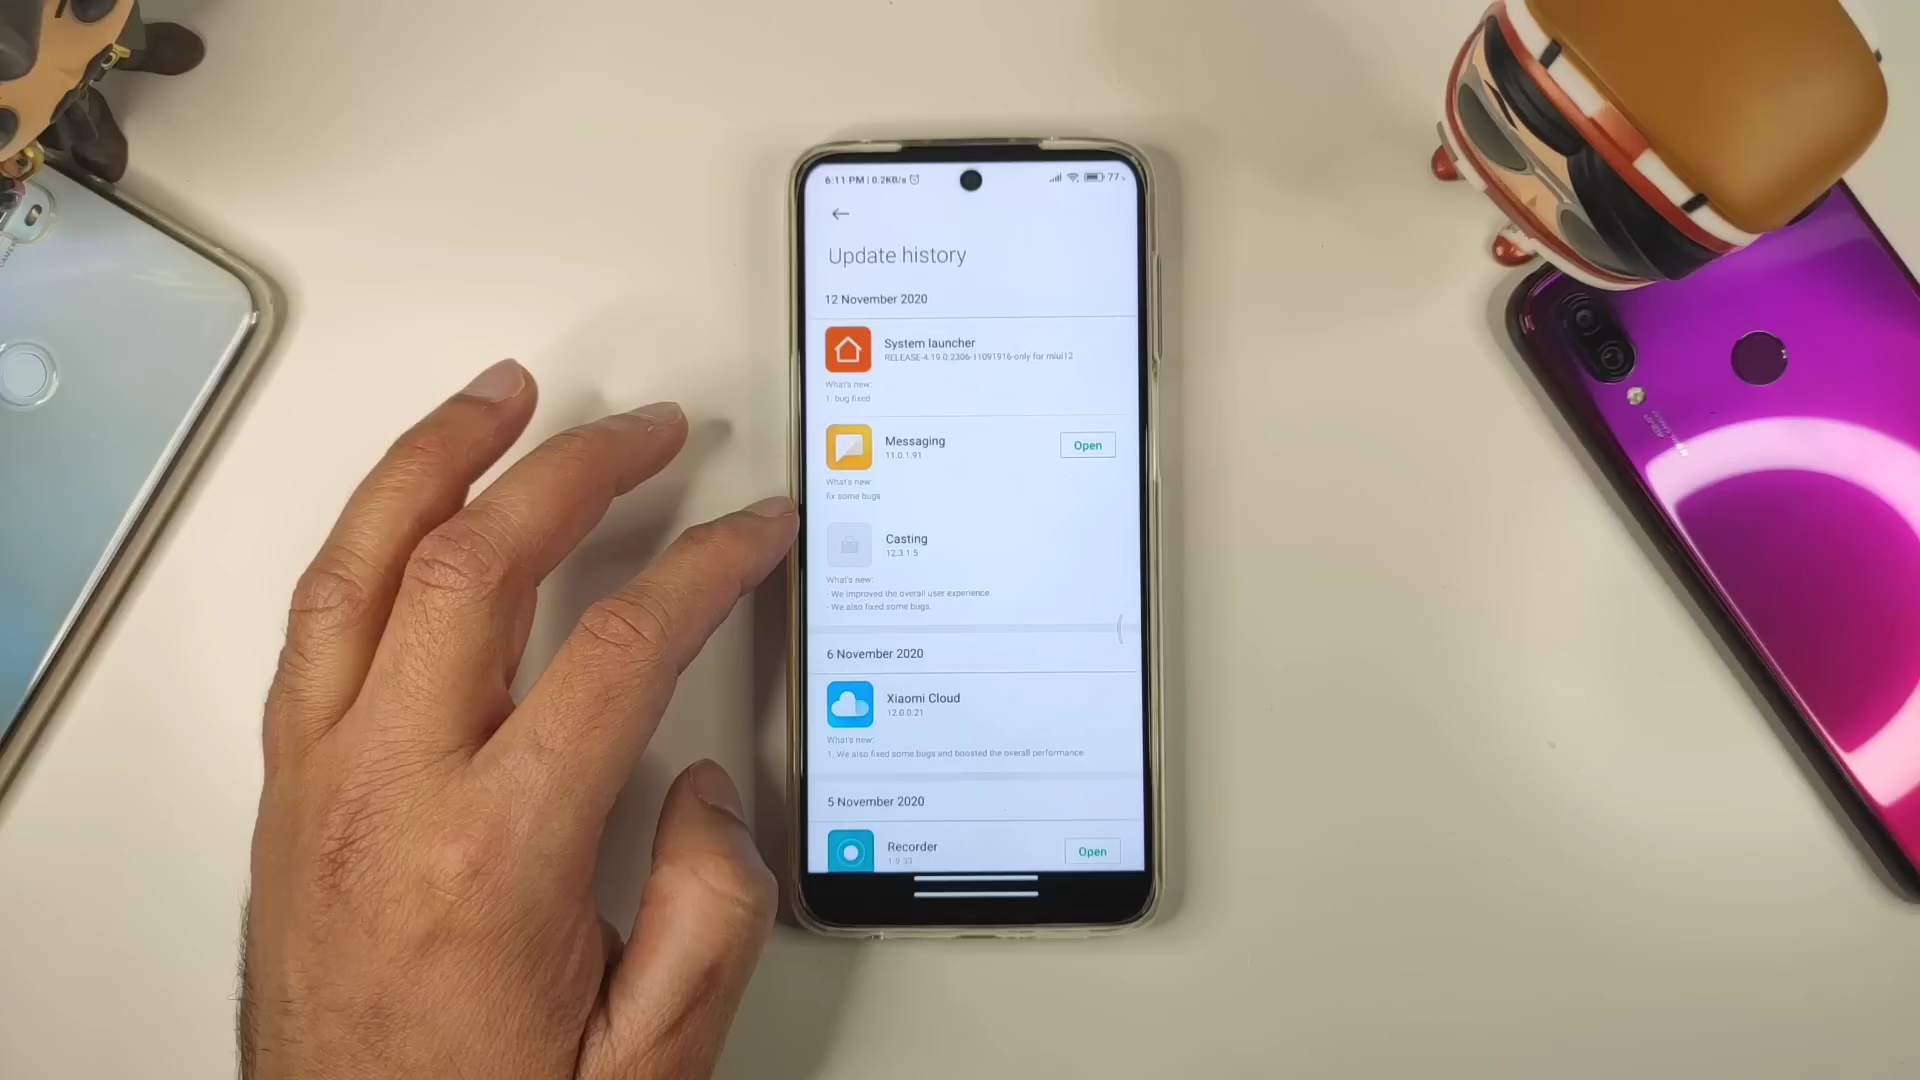 6:11 PM | 0.2KB/s
77
Update history
12 November 2020
System launcher
RELEASE-4.19.0.2306-11091916-only for miui12
What's new:
1. bug fixed
Messaging
11.0.1.91
Open
What's new:
fix some bugs
Casting
12.3.1.5
What's new:
- We improved the overall user experience.
- We also fixed some bugs.
6 November 2020
Xiaomi Cloud
12.0.0.21
What's new:
1. We also fixed some bugs and boosted the overall performance.
5 November 2020
Recorder
1.9.33
Open